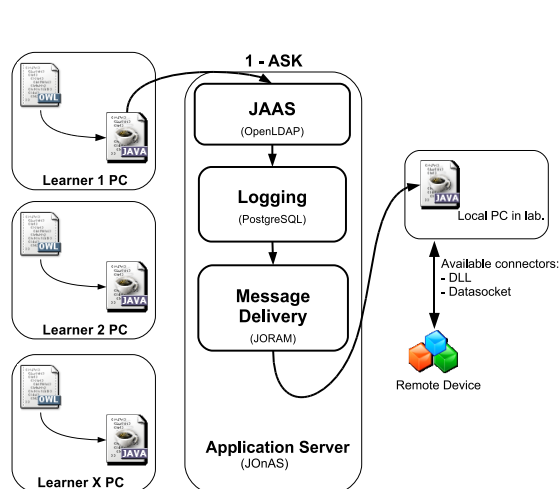 1 - ASK
OWL
JAVA
Learner 1 PC
OWL
JAVA
Learner 2 PC
OWL
JAVA
Learner X PC
JAAS
(OpenLDAP)
Logging
(PostgreSQL)
Message
Delivery
(JORAM)
Application Server
(JOnAS)
JAVA
Local PC in lab.
Available connectors:
- DLL
- Datasocket
Remote Device